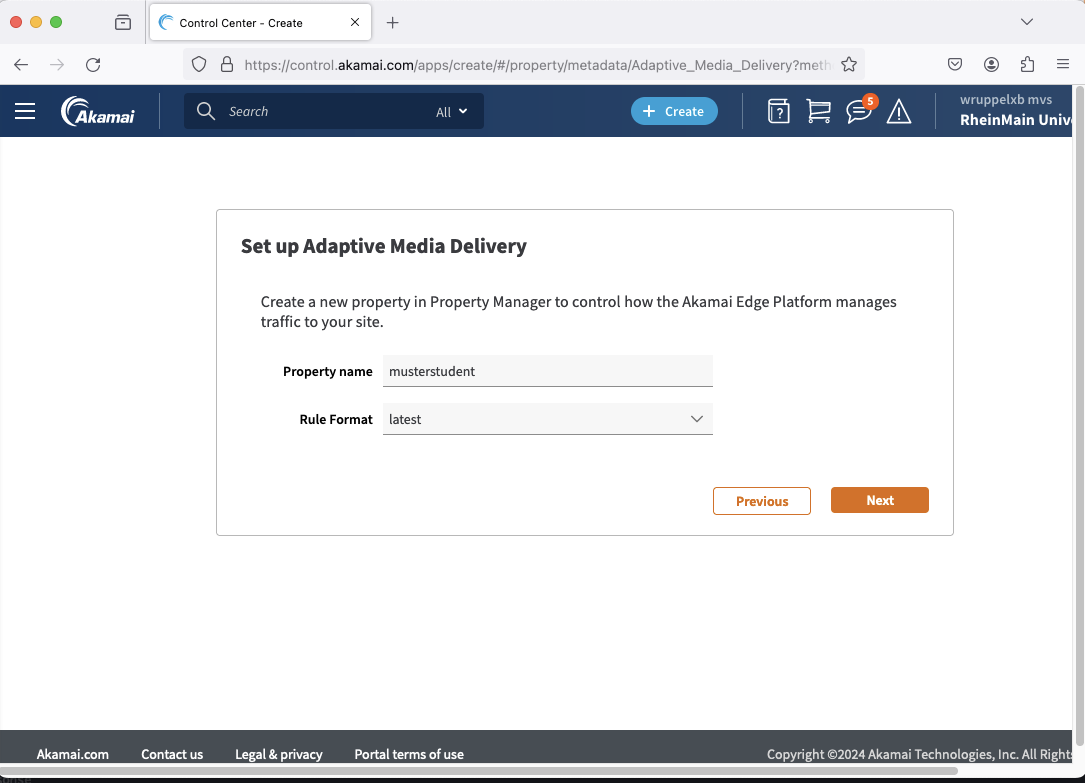 Control Center - Create
https://control.akamai.com/apps/create/#/property/metadata/Adaptive_Media_Delivery?meth
Akamai
Search
All
+ Create
5
wruppelxb mvs
RheinMain Univ
Set up Adaptive Media Delivery
Create a new property in Property Manager to control how the Akamai Edge Platform manages
traffic to your site.
Property name musterstudent
Rule Format latest
Previous
Next
Akamai.com Contact us Legal & privacy Portal terms of use Copyright ©2024 Akamai Technologies, Inc. All Rights